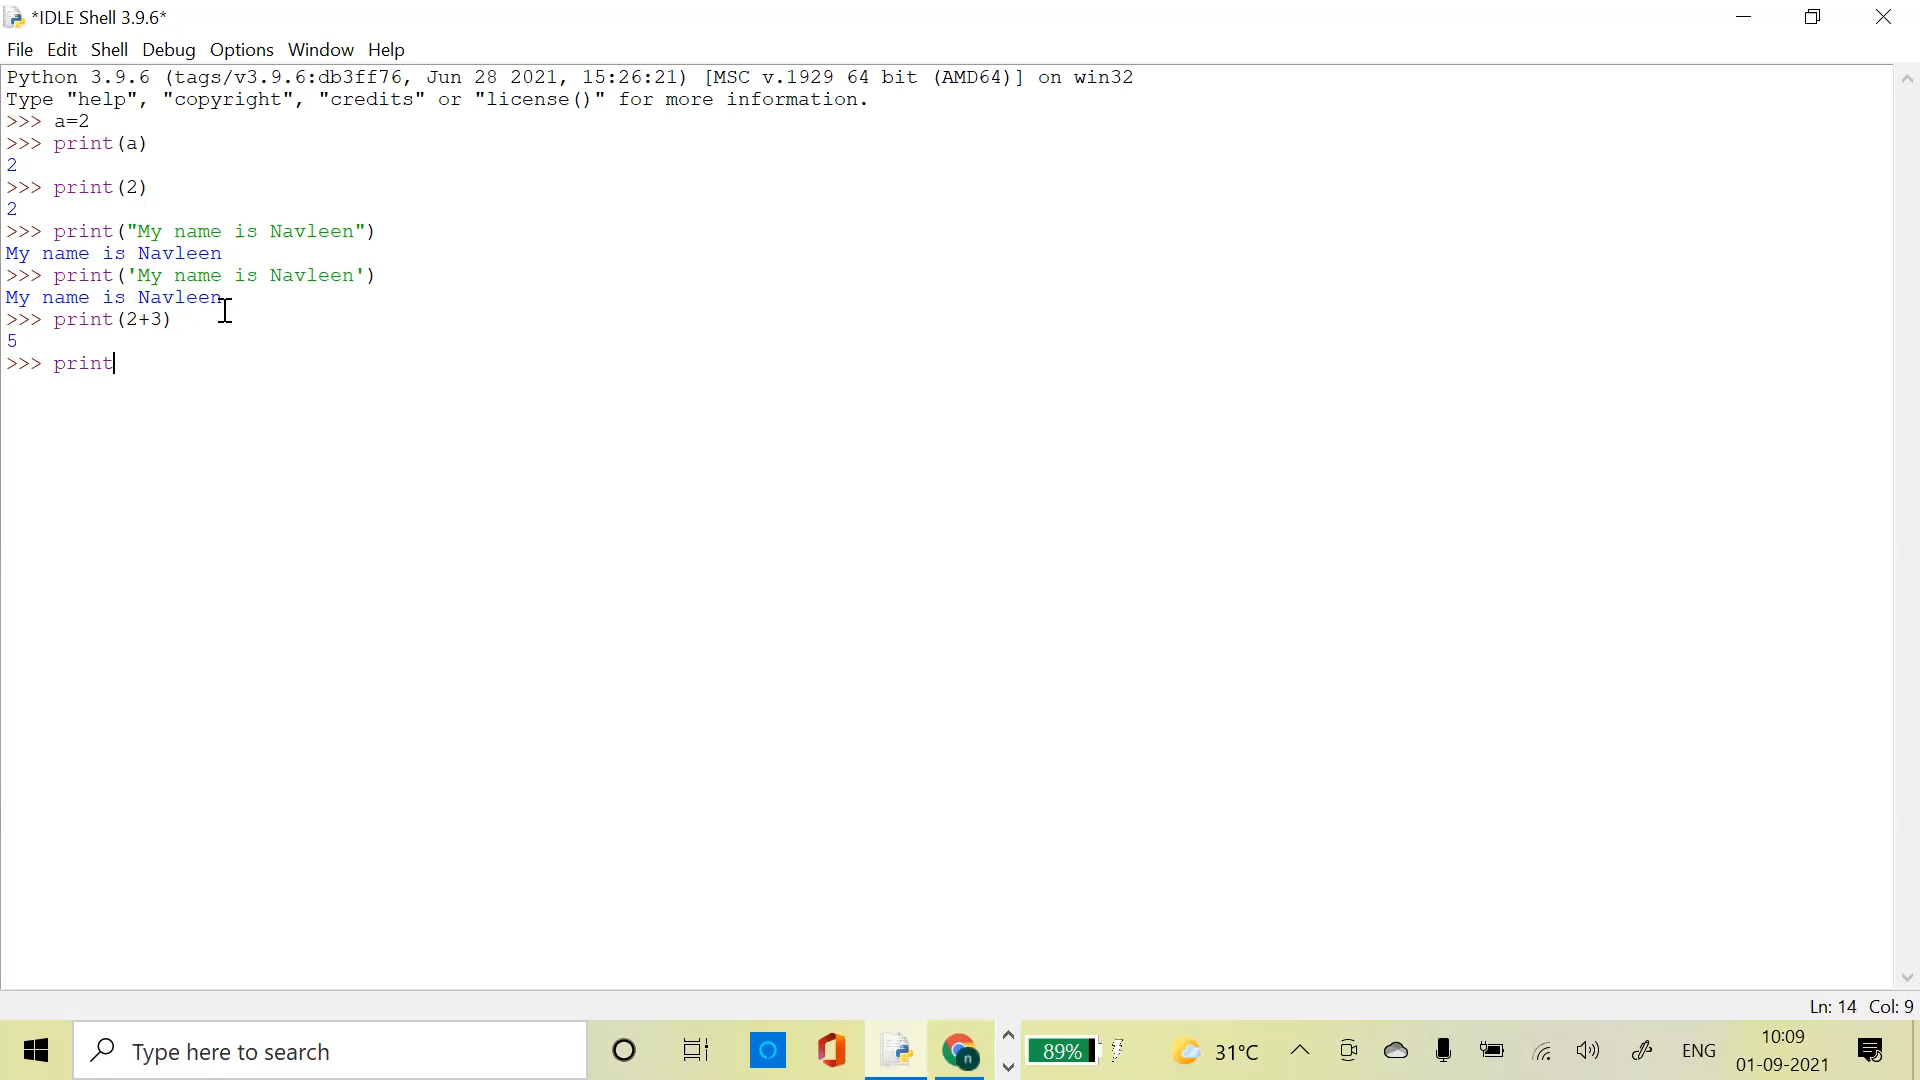 *IDLE Shell 3.9.6*
File Edit Shell Debug Options Window Help
Python 3.9.6 (tags/v3.9.6:db3ff76, Jun 28 2021, 15:26:21) [MSC v.1929 64 bit (AMD64)] on win32
Type "help", "copyright", "credits" or "license()" for more information.
>>> a=2
>>> print(a)
2
>>> print(2)
2
>>> print("My name is Navleen")
My name is Navleen
>>> print('My name is Navleen')
My name is Navleen
>>> print(2+3)
5
>>> print
Ln: 14 Col: 9
Type here to search
n
89%
31°C
ENG
10:09
01-09-2021